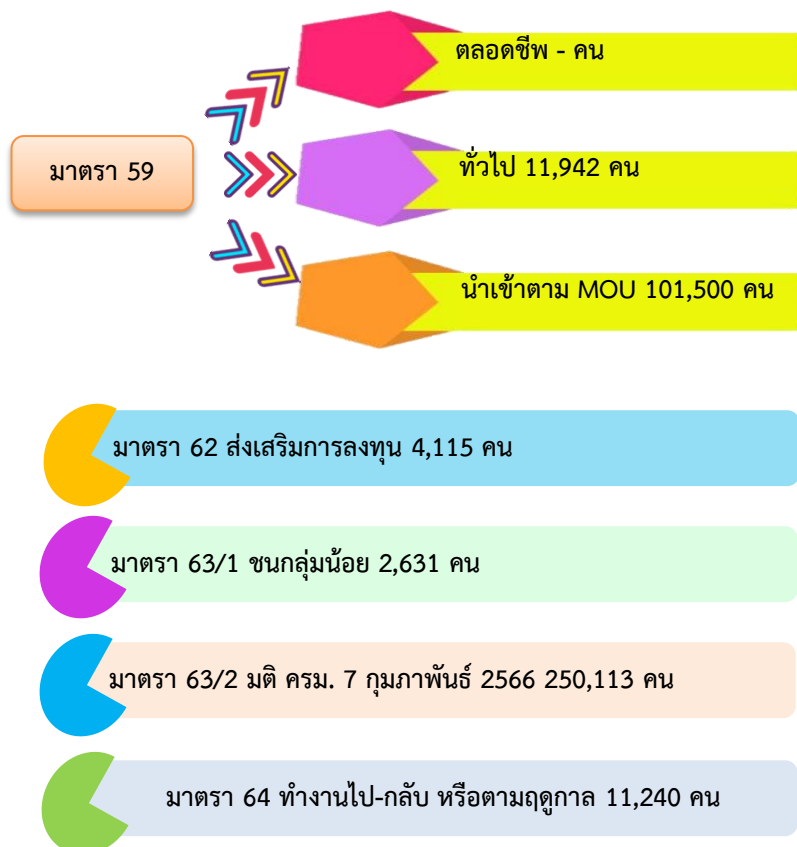 ตลอดชีพ - คน
มาตรา 59
ทั่วไป 11,942 คน
นำเข้าตาม MOU 101,500 คน
มาตรา 62 ส่งเสริมการลงทุน 4,115 คน
มาตรา 63/1 ชนกลุ่มน้อย 2,631 คน
มาตรา 63/2 มติ ครม. 7 กุมภาพันธ์ 2566 250,113 คน
มาตรา 64 ทำงานไป-กลับ หรือตามฤดูกาล 11,240 คน